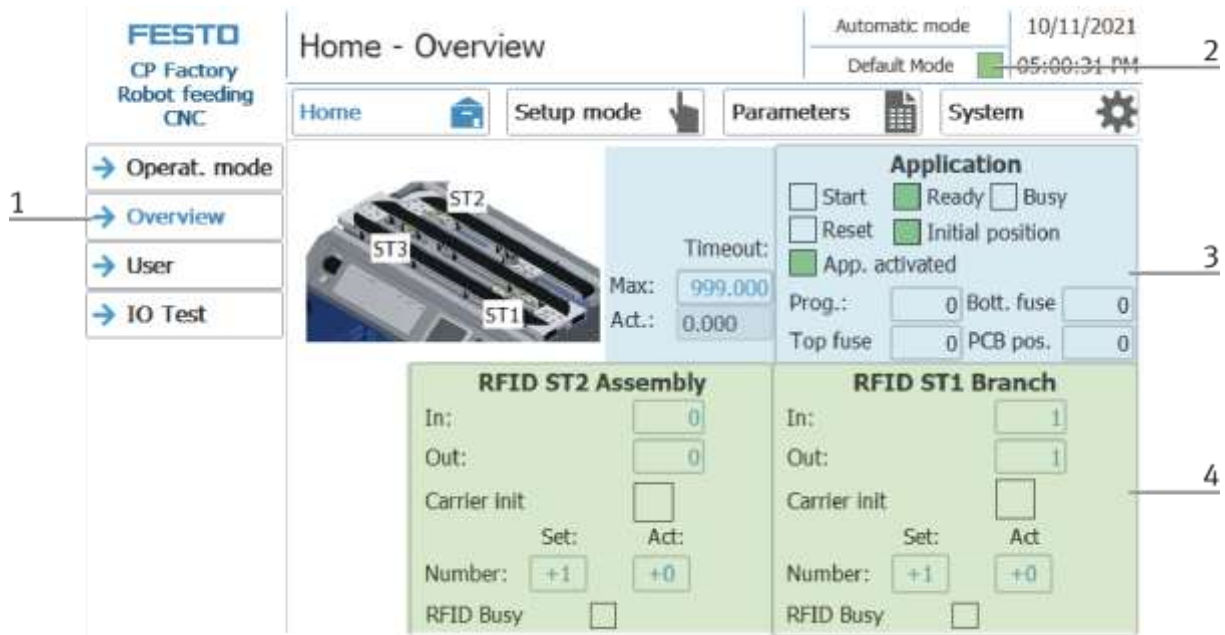 FESTO
CP Factory
Robot feeding
CNC
Home - Overview
Automatic mode
10/11/2021
Default Mode
05:00:31 PM
2
Home
Setup mode
Parameters
System
1
Operat. mode
Overview
User
IO Test
ST2
ST3
ST1
Timeout:
Max: 999.000
Act.: 0.000
Application
Start Ready Busy
Reset Initial position
App. activated
Prog.: 0 Bott. fuse 0
Top fuse 0 PCB pos. 0
3
RFID ST2 Assembly
In: 0
Out: 0
Carrier init
Set: Act:
Number: +1 +0
RFID Busy
RFID ST1 Branch
In: 1
Out: 1
Carrier init
Set: Act
Number: +1 +0
RFID Busy
4